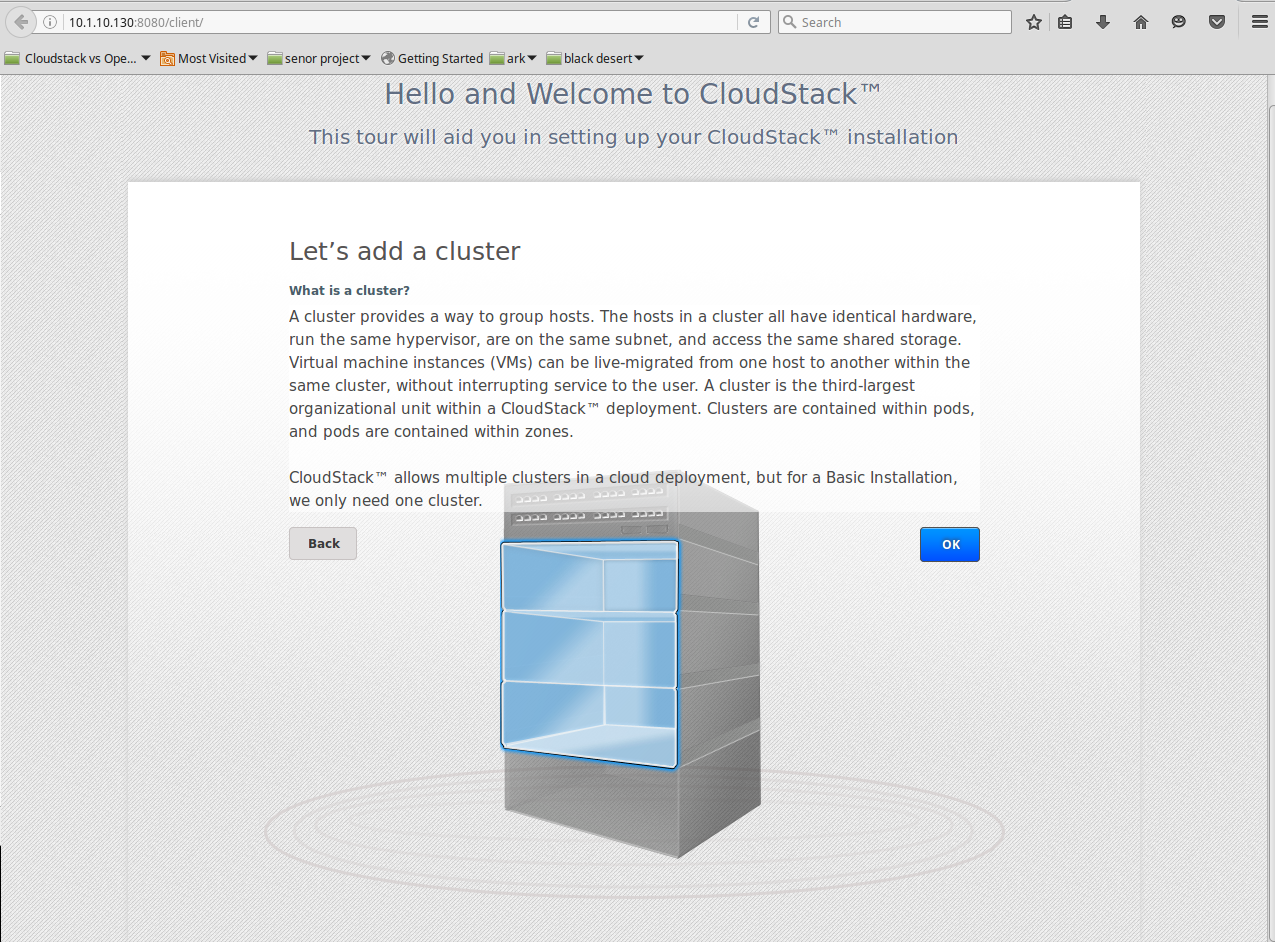 10.1.10.130:8080/client/
Search
Cloudstack vs Ope...
Most Visited
senor project
Getting Started
ark
black desert
Hello and Welcome to CloudStack™
This tour will aid you in setting up your CloudStack™ installation
Let’s add a cluster
What is a cluster?
A cluster provides a way to group hosts. The hosts in a cluster all have identical hardware,
run the same hypervisor, are on the same subnet, and access the same shared storage.
Virtual machine instances (VMs) can be live-migrated from one host to another within the
same cluster, without interrupting service to the user. A cluster is the third-largest
organizational unit within a CloudStack™ deployment. Clusters are contained within pods,
and pods are contained within zones.
CloudStack™ allows multiple clusters in a cloud deployment, but for a Basic Installation,
we only need one cluster.
Back
OK